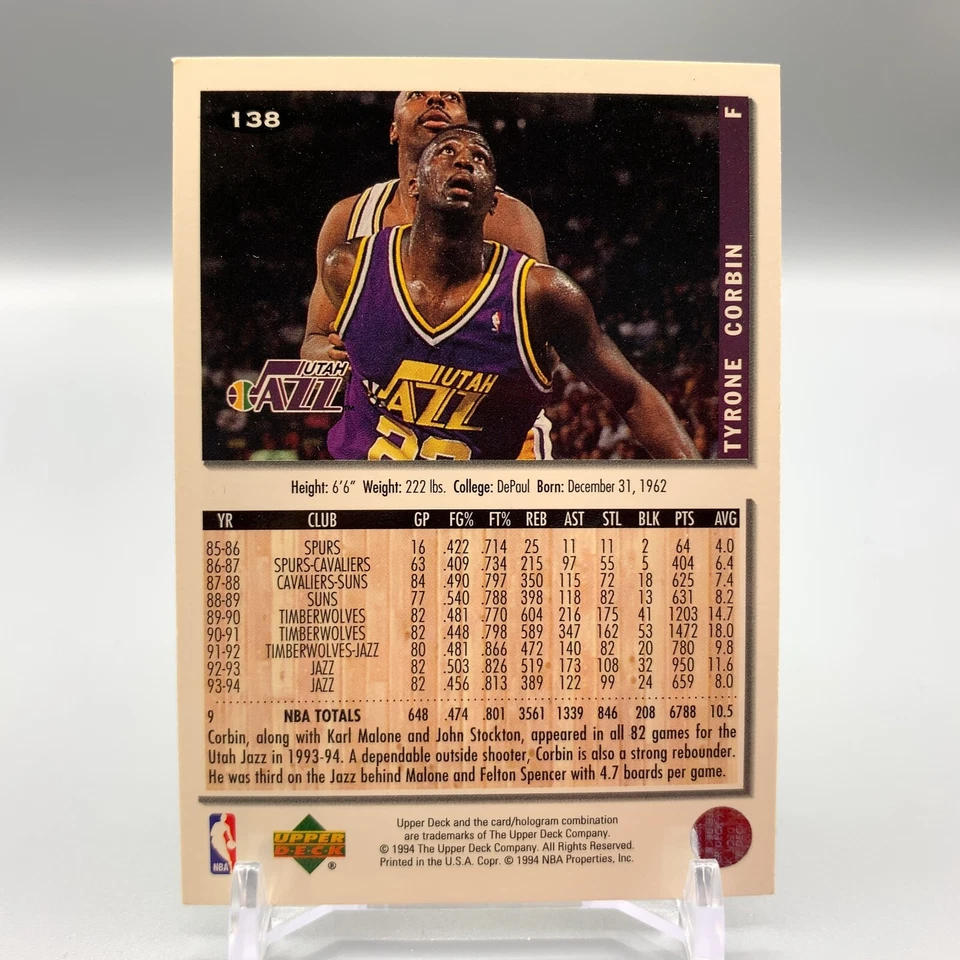 138
F
TYRONE CORBIN
UTAH
JAZZ
UTAH
JAZZ
Height: 6'6" Weight: 222 lbs. College: DePaul Born: December 31, 1962
YR CLUB GP FG% FT% REB AST STL BLK PTS AVG
85-86 SPURS 16 .422 .714 25 11 11 2 64 4.0
86-87 SPURS-CAVALIERS 63 .409 .734 215 97 55 5 404 6.4
87-88 CAVALIERS-SUNS 84 .490 .797 350 115 72 18 625 7.4
88-89 SUNS 77 .540 .788 398 118 82 13 631 8.2
89-90 TIMBERWOLVES 82 .481 .770 604 216 175 41 1203 14.7
90-91 TIMBERWOLVES 82 .448 .798 589 347 162 53 1472 18.0
91-92 TIMBERWOLVES-JAZZ 80 .481 .866 472 140 82 20 780 9.8
92-93 JAZZ 82 .503 .826 519 173 108 32 950 11.6
93-94 JAZZ 82 .456 .813 389 122 99 24 659 8.0
9 NBA TOTALS 648 .474 .801 3561 1339 846 208 6788 10.5
Corbin, along with Karl Malone and John Stockton, appeared in all 82 games for the
Utah Jazz in 1993-94. A dependable outside shooter, Corbin is also a strong rebounder.
He was third on the Jazz behind Malone and Felton Spencer with 4.7 boards per game.
NBA
UPPER
DECK
®
Upper Deck and the card/hologram combination
are trademarks of The Upper Deck Company.
© 1994 The Upper Deck Company. All Rights Reserved.
Printed in the U.S.A. Copr. © 1994 NBA Properties, Inc.